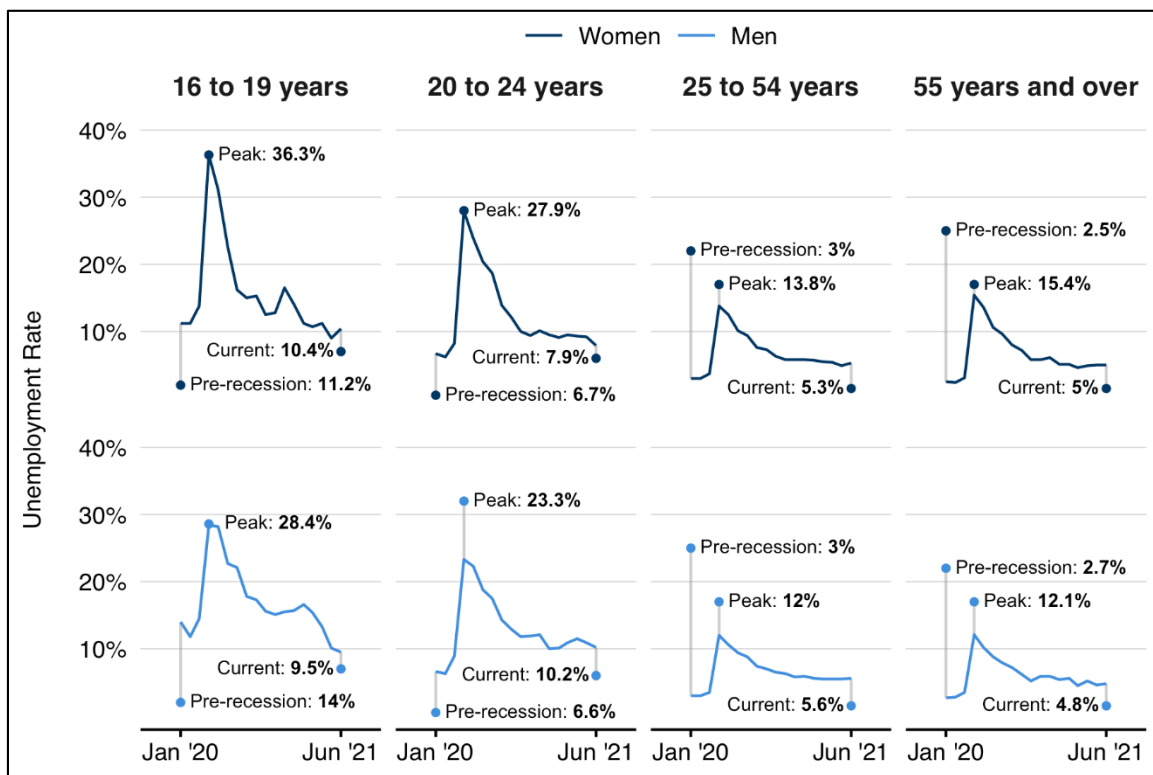 Women Men
16 to 19 years 20 to 24 years 25 to 54 years 55 years and over
Unemployment Rate
40%
30%
20%
10%
Peak: 36.3%
Current: 10.4%
Pre-recession: 11.2%
Peak: 27.9%
Current: 7.9%
Pre-recession: 6.7%
Pre-recession: 3%
Peak: 13.8%
Current: 5.3%
Pre-recession: 2.5%
Peak: 15.4%
Current: 5%
40%
30%
20%
10%
Peak: 28.4%
Current: 9.5%
Pre-recession: 14%
Peak: 23.3%
Current: 10.2%
Pre-recession: 6.6%
Pre-recession: 3%
Peak: 12%
Current: 5.6%
Pre-recession: 2.7%
Peak: 12.1%
Current: 4.8%
Jan '20 Jun '21 Jan '20 Jun '21 Jan '20 Jun '21 Jan '20 Jun '21